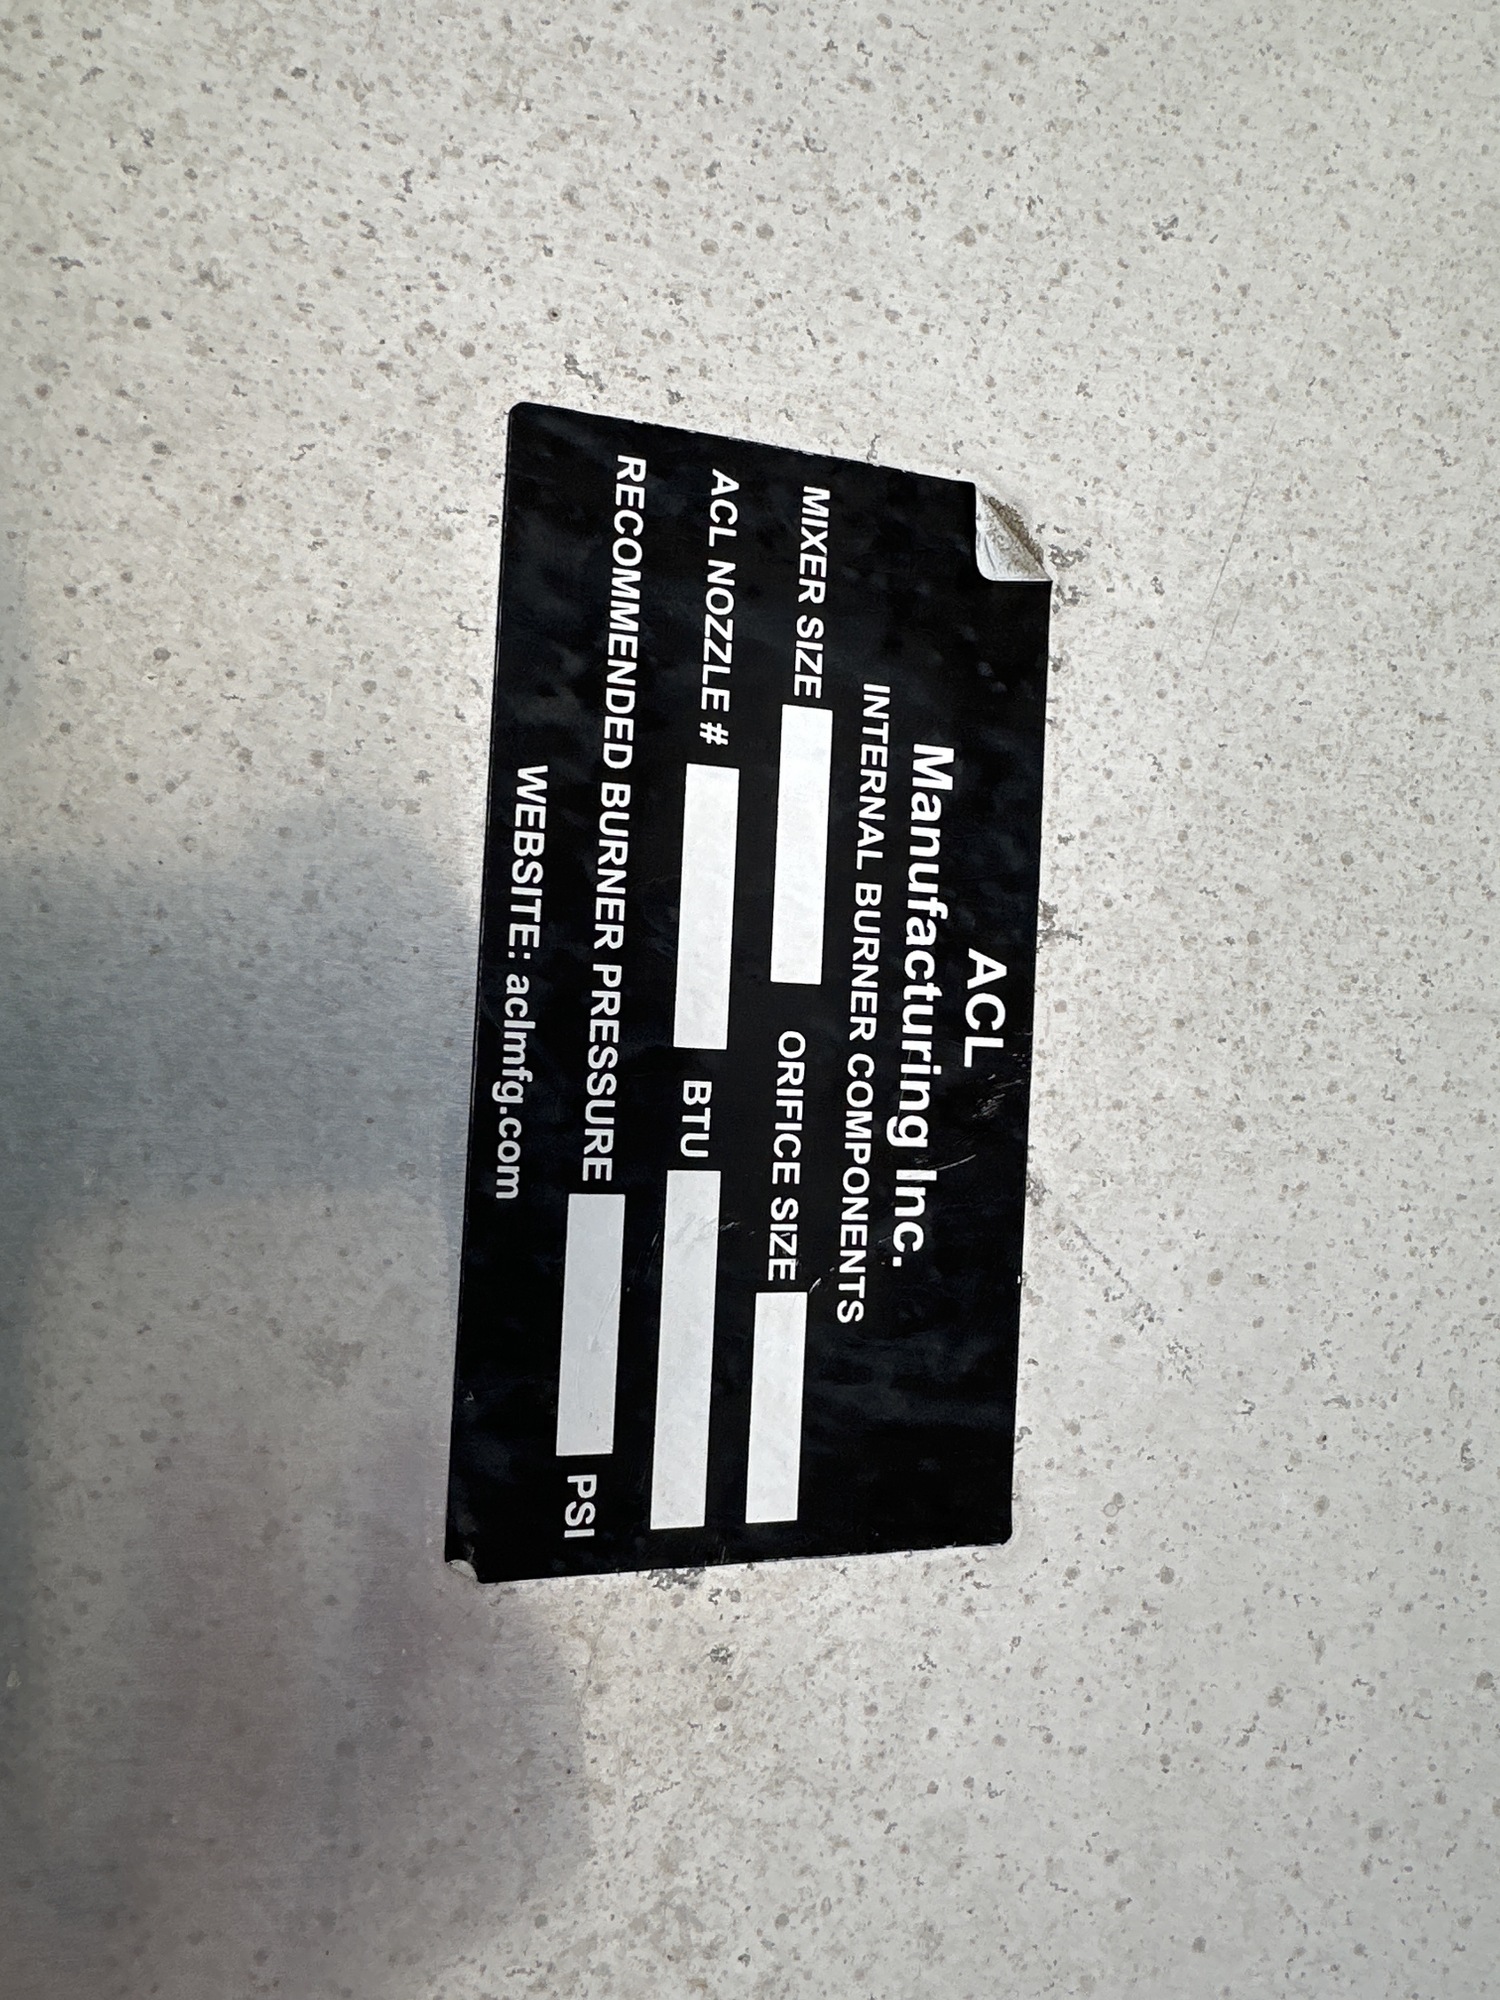 ACL
Manufacturing Inc.
INTERNAL BURNER COMPONENTS
MIXER SIZE ORIFICE SIZE
ACL NOZZLE # BTU
RECOMMENDED BURNER PRESSURE PSI
WEBSITE: aclmfg.com